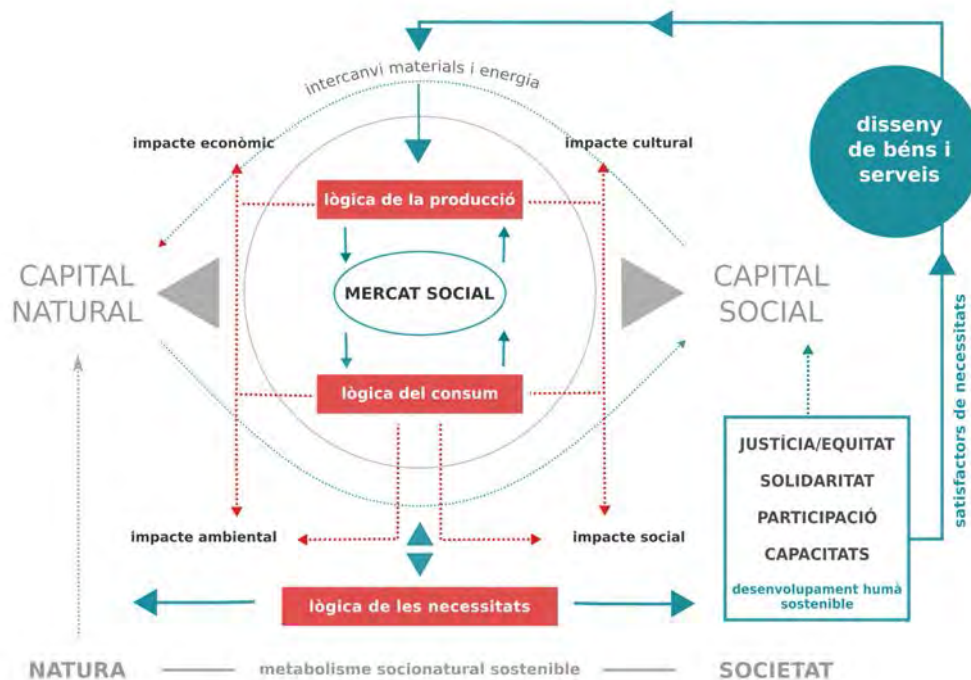 intercanvi materials i energia
disseny
de béns i
serveis
impacte econòmic
impacte cultural
lògica de la producció
CAPITAL
NATURAL
MERCAT SOCIAL
CAPITAL
SOCIAL
lògica del consum
satisfactors de necessitats
JUSTÍCIA/EQUITAT
SOLIDARITAT
PARTICIPACIÓ
CAPACITATS
desenvolupament humà
sostenible
impacte ambiental
impacte social
lògica de les necessitats
NATURA
metabolisme socionatural sostenible
SOCIETAT